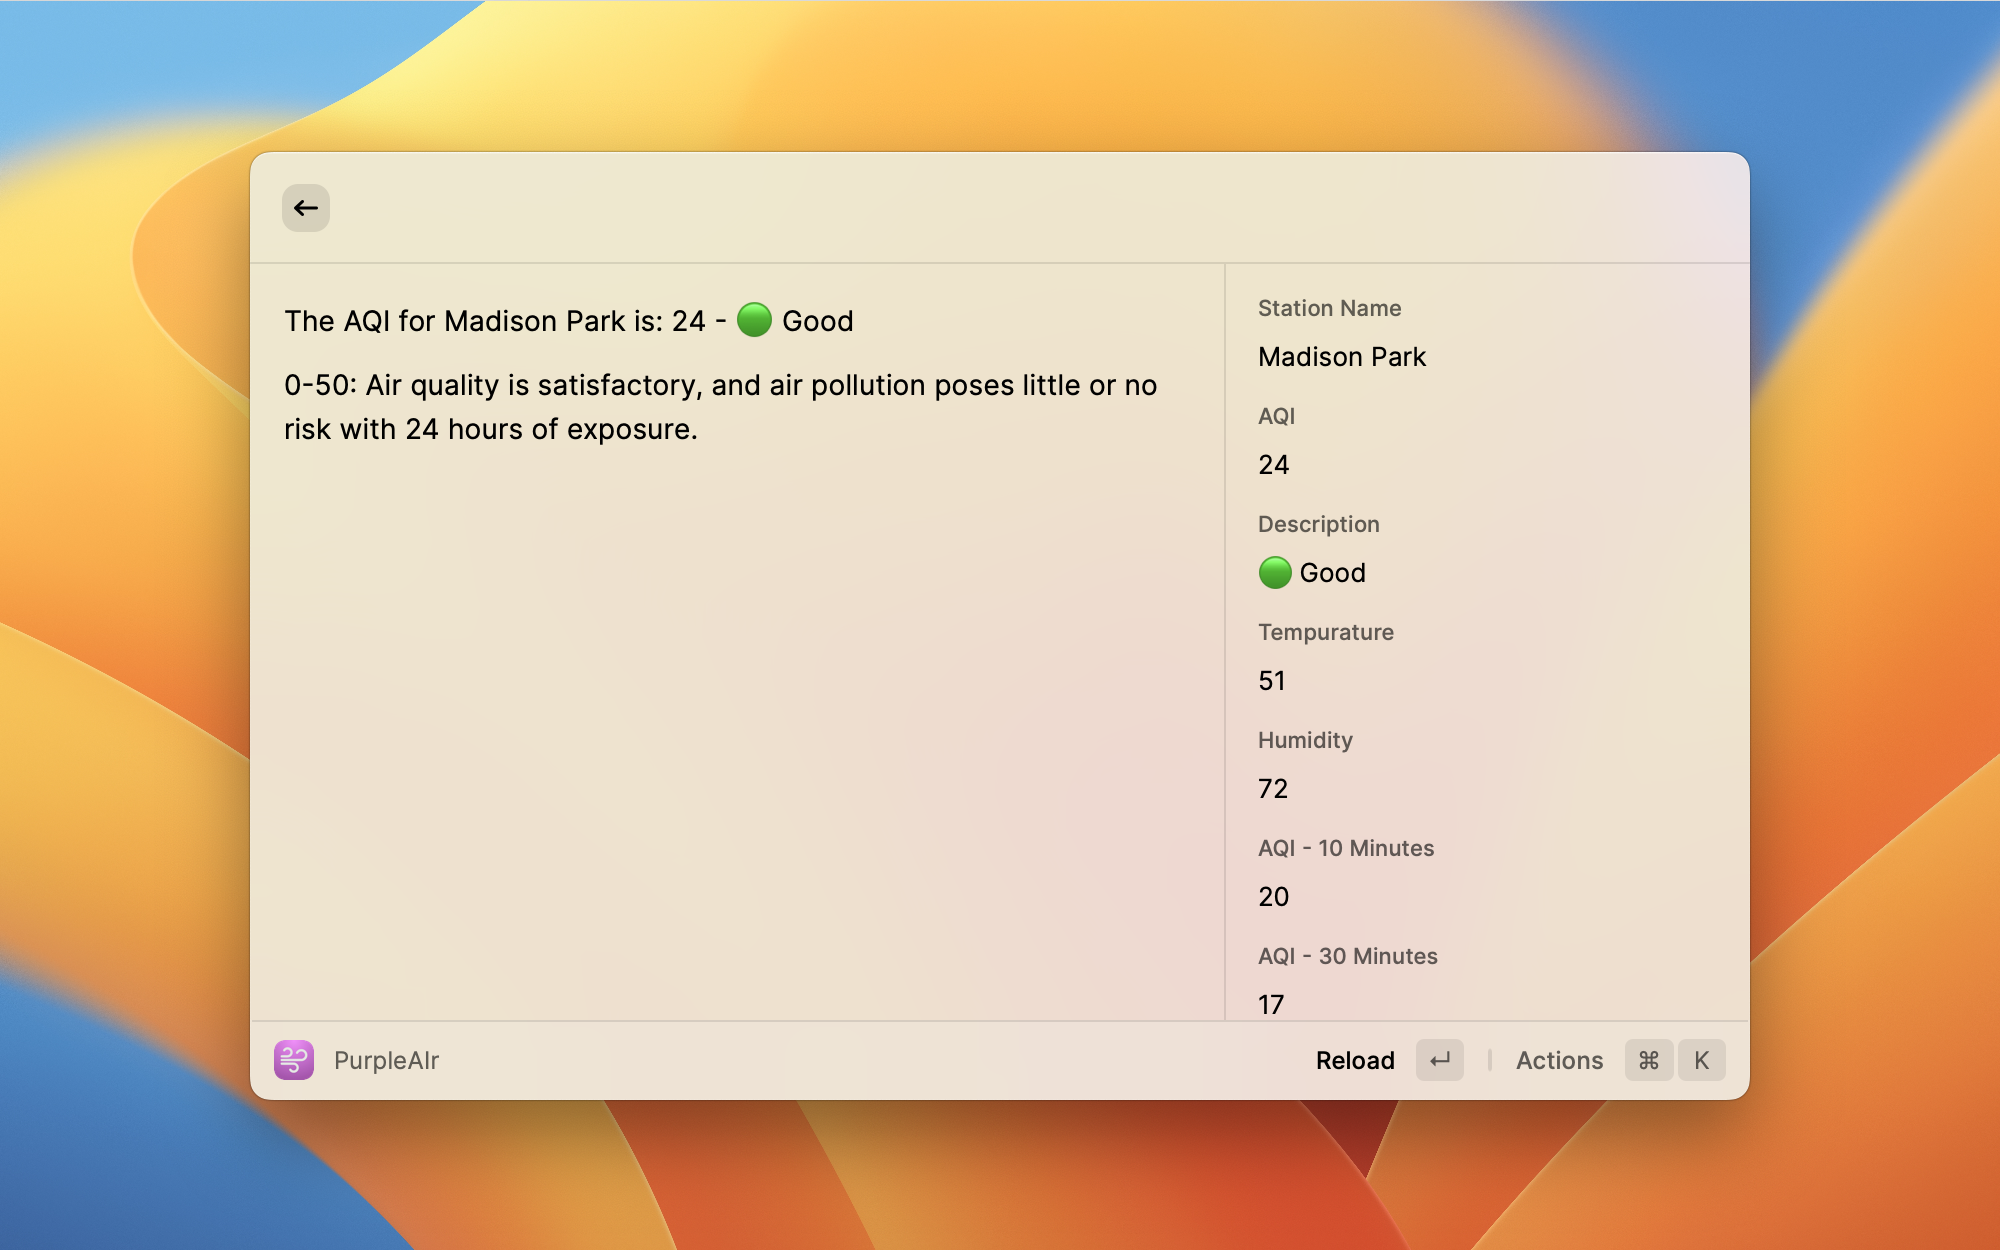 The AQI for Madison Park is: 24 - 🟢 Good
0-50: Air quality is satisfactory, and air pollution poses little or no
risk with 24 hours of exposure.
Station Name
Madison Park
AQI
24
Description
🟢 Good
Tempurature
51
Humidity
72
AQI - 10 Minutes
20
AQI - 30 Minutes
17
PurpleAIr
Reload ↵ | Actions ⌘ K